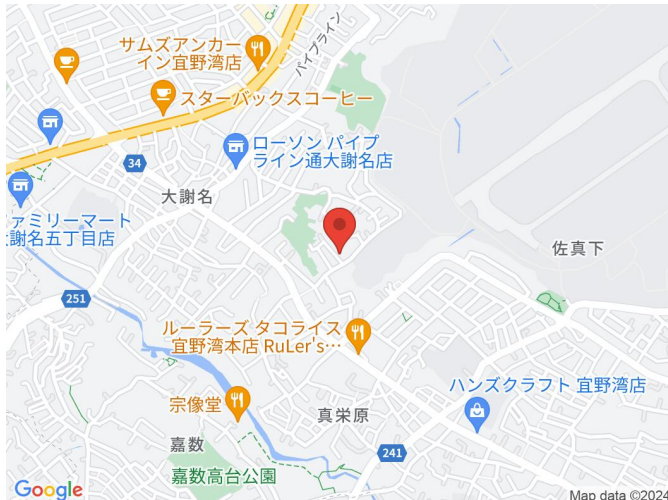 サムズアンカー
イン宜野湾店
パイプライン
スターバックスコーヒー
ローソン パイプ
ライン通大謝名店
34
大謝名
ァミリーマート
謝名五丁目店
佐真下
251
ルーラーズ タコライス
宜野湾本店 RuLer's…
ハンズクラフト 宜野湾店
宗像堂
真栄原
嘉数
241
嘉数高台公園
Google
Map data ©2024